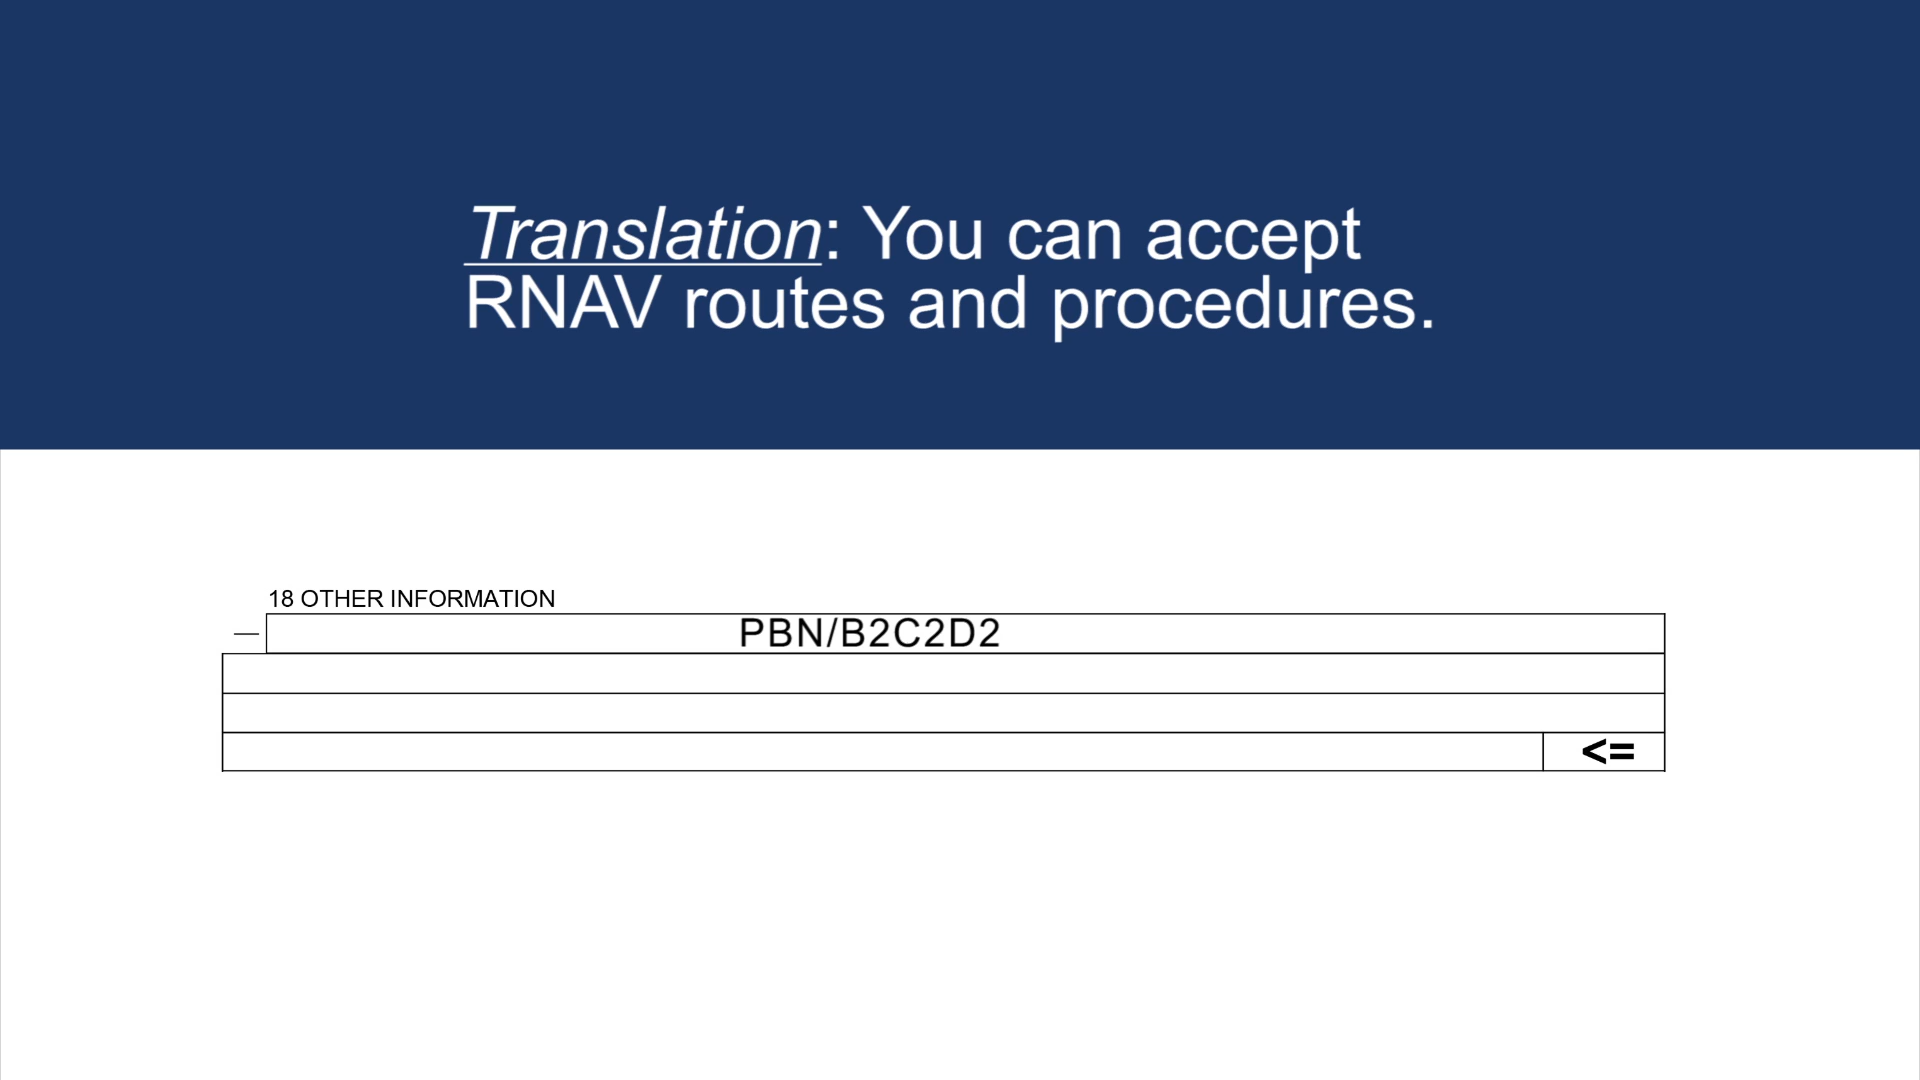 Translation: You can accept
RNAV routes and procedures.
18 OTHER INFORMATION
— PBN/B2C2D2
<=